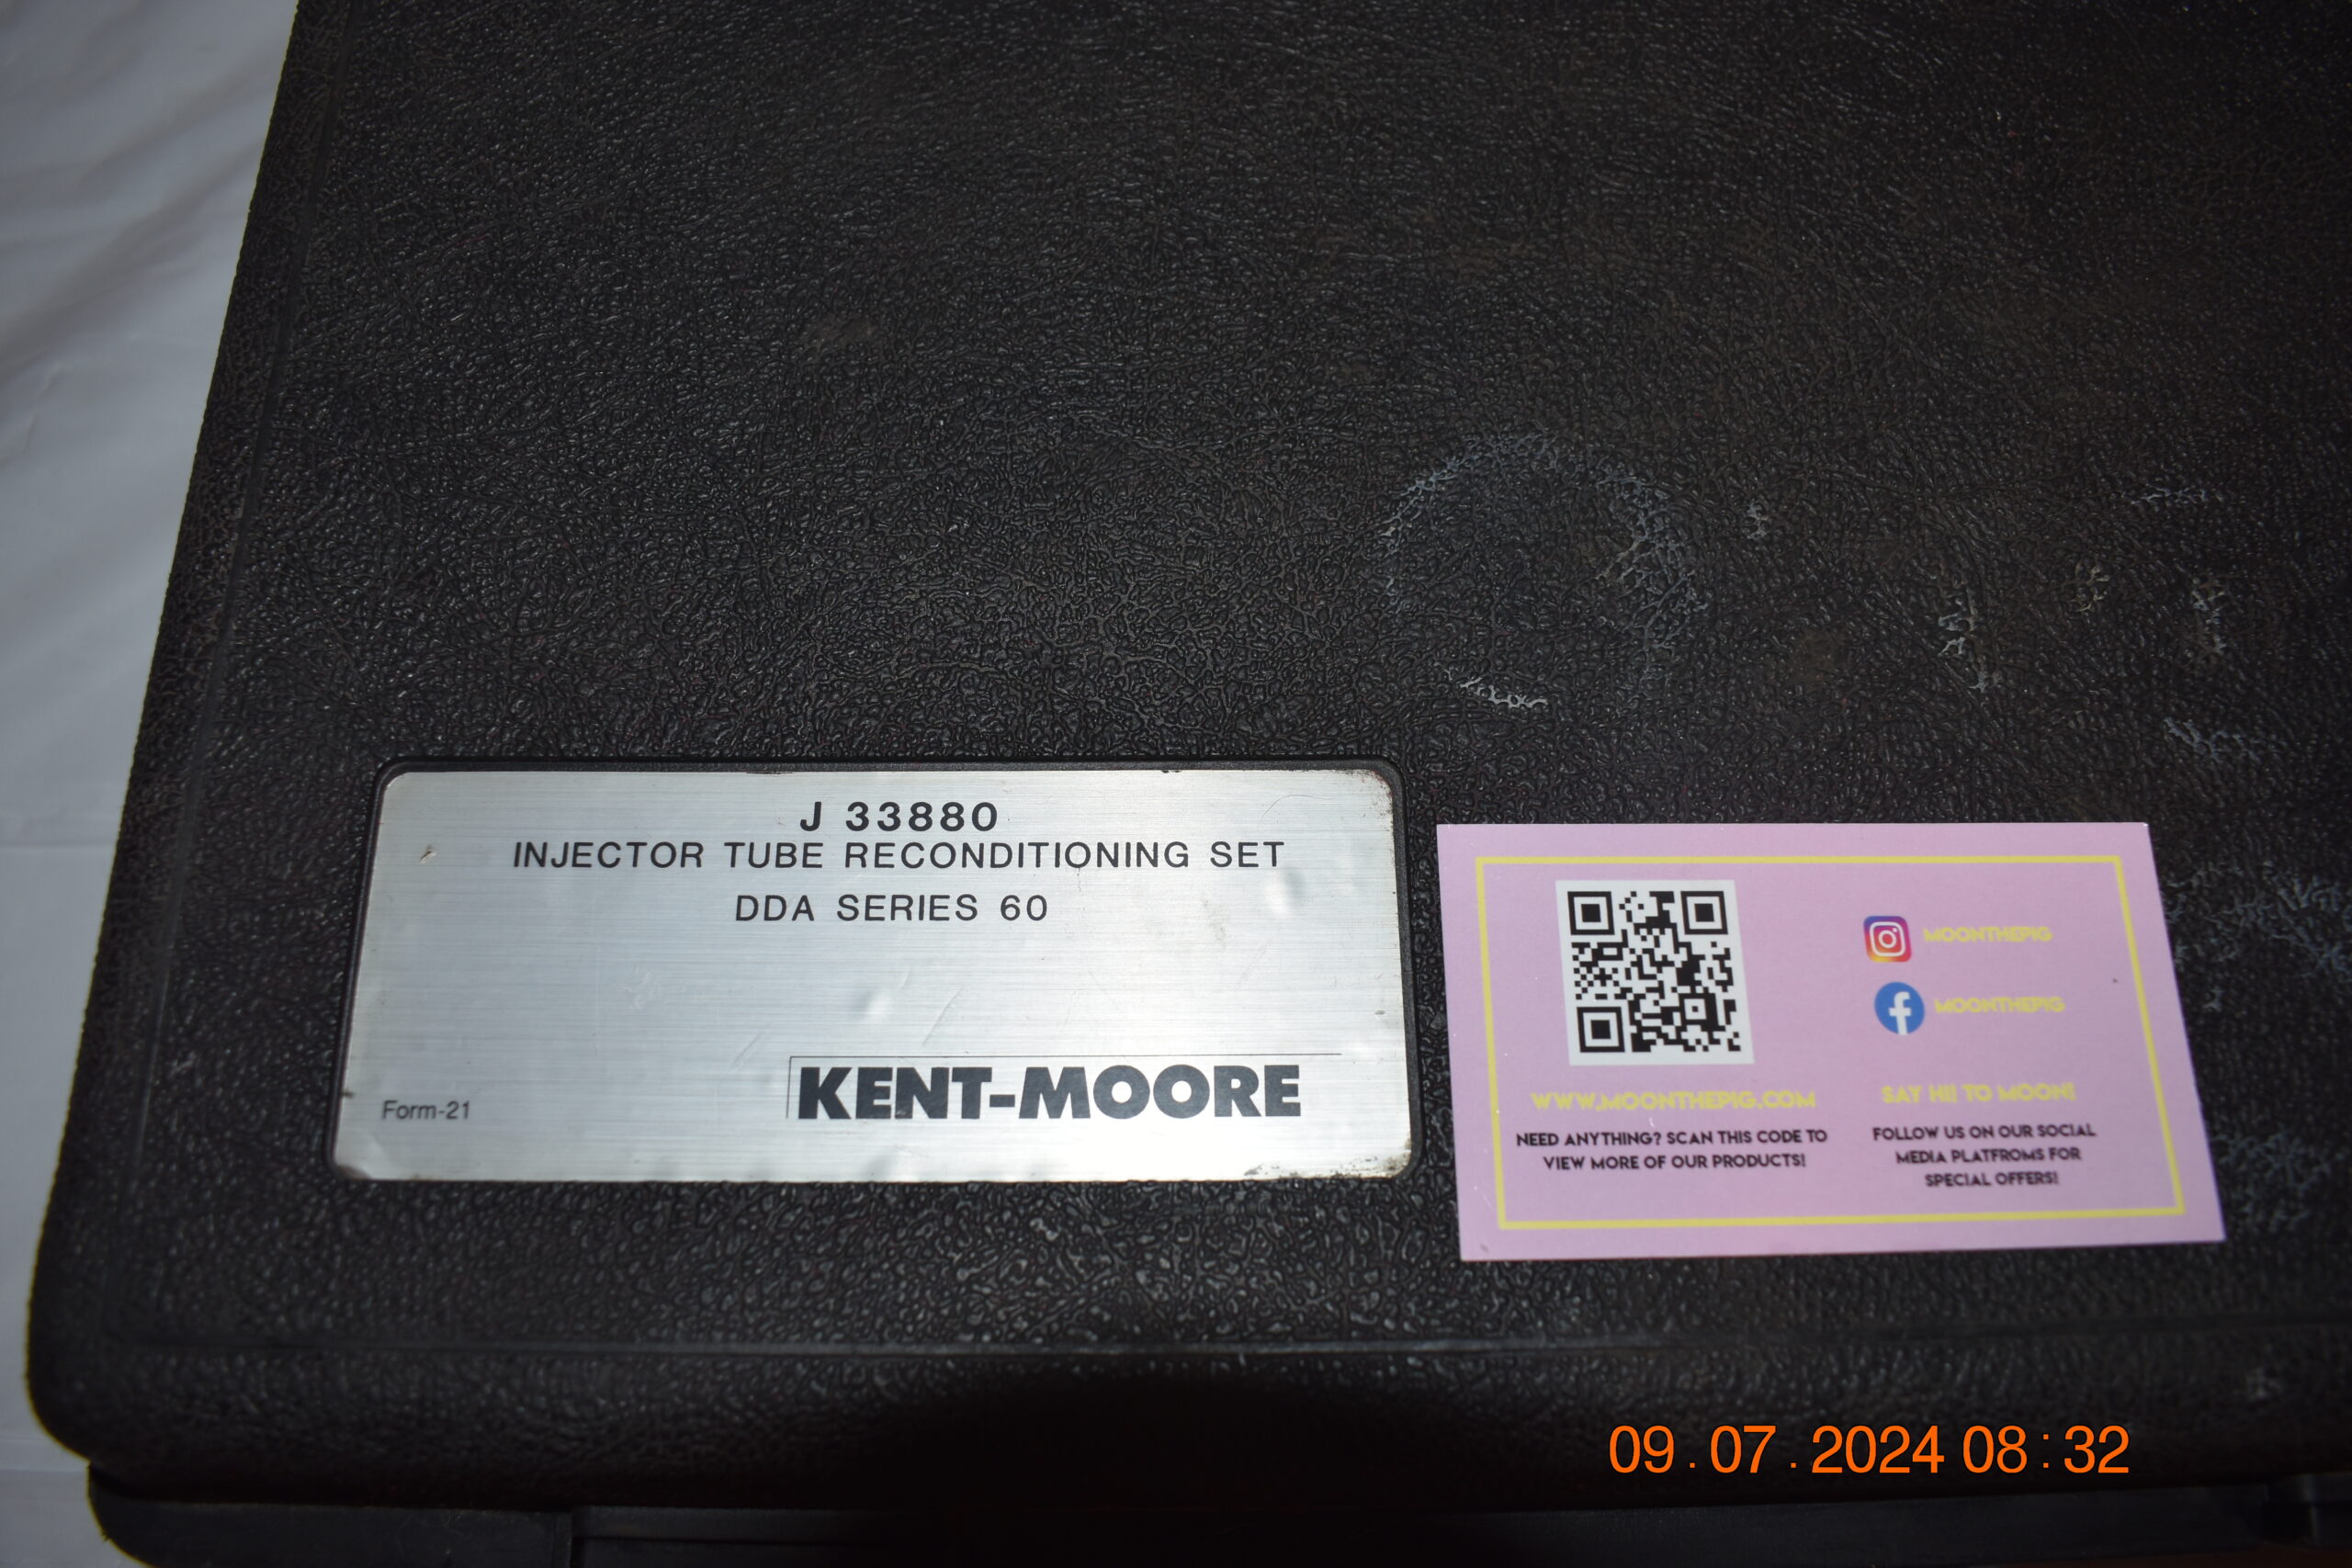 J 33880
INJECTOR TUBE RECONDITIONING SET
DDA SERIES 60
Form-21
KENT-MOORE
MOONTHEPIG
MOONTHEPIG
WWW.MOONTHEPIG.COM
NEED ANYTHING? SCAN THIS CODE TO
VIEW MORE OF OUR PRODUCTS!
SAY HI! TO MOON!
FOLLOW US ON OUR SOCIAL
MEDIA PLATFROMS FOR
SPECIAL OFFERS!
09.07.2024 08:32